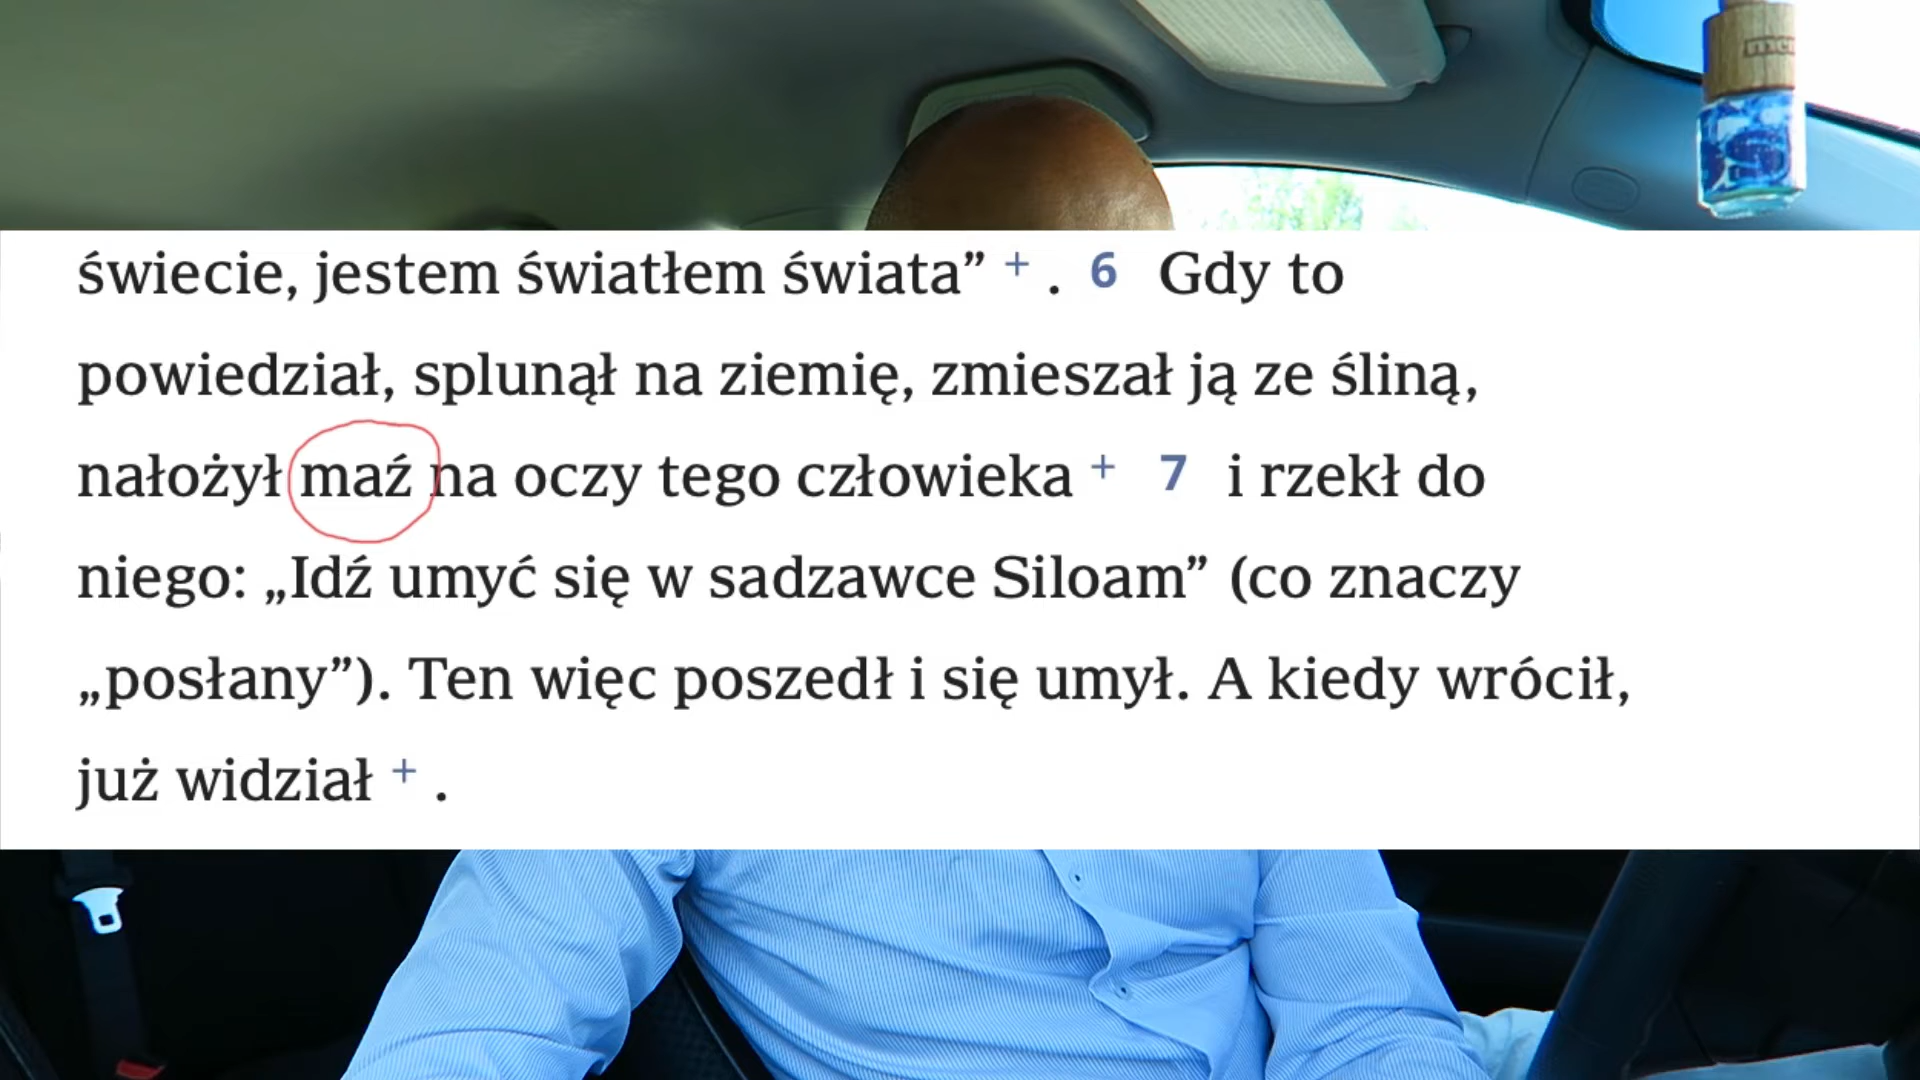 świecie, jestem światłem świata” + . 6 Gdy to
powiedział, splunął na ziemię, zmieszał ją ze śliną,
nałożył maź na oczy tego człowieka + 7 i rzekł do
niego: „Idź umyć się w sadzawce Siloam” (co znaczy
„posłany”). Ten więc poszedł i się umył. A kiedy wrócił,
już widział + .